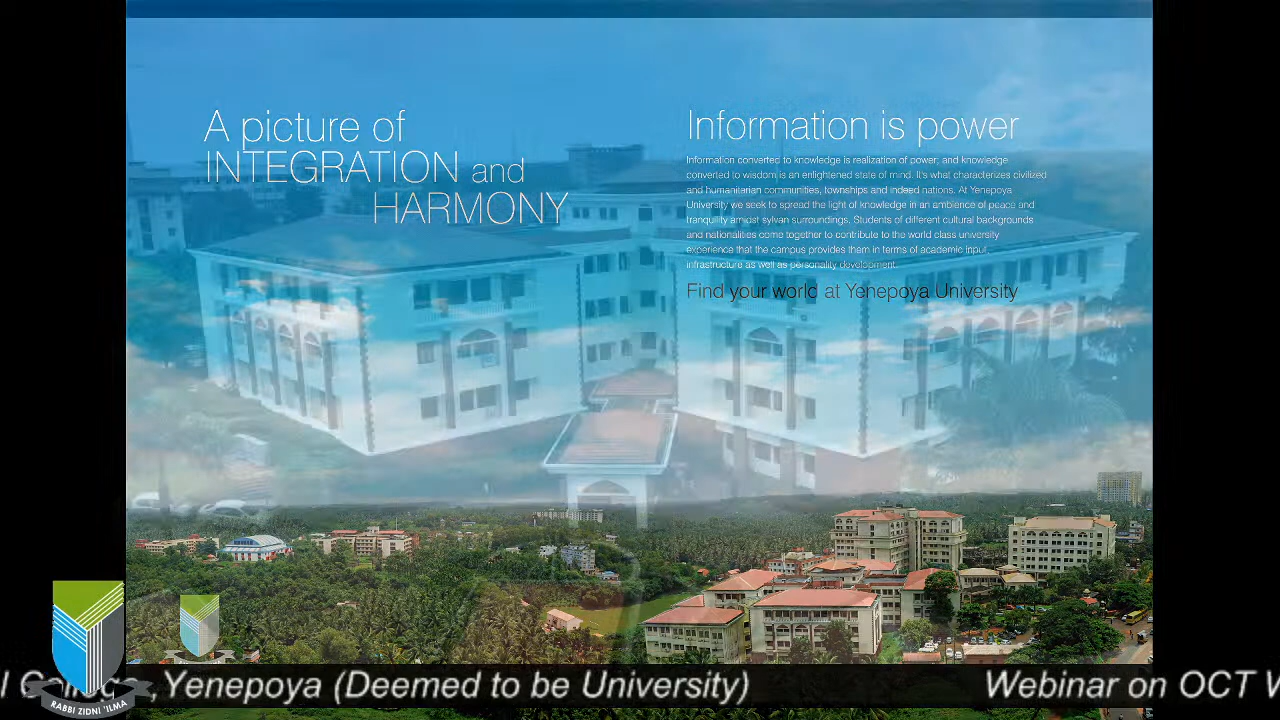 A picture of
INTEGRATION and
HARMONY
Information is power
Information converted to knowledge is realization of power; and knowledge
converted to wisdom is an enlightened state of mind. It's what characterizes civilized
and humanitarian communities, townships and indeed nations. At Yenepoya
University we seek to spread the light of knowledge in an ambience of peace and
tranquility amidst sylvan surroundings. Students of different cultural backgrounds
and nationalities come together to contribute to the world class university
experience that the campus provides them in terms of academic input,
infrastructure as well as personality development.
Find your world at Yenepoya University
l College ,Yenepoya (Deemed to be University) Webinar on OCT
RABBI ZIDNI 'ILMA